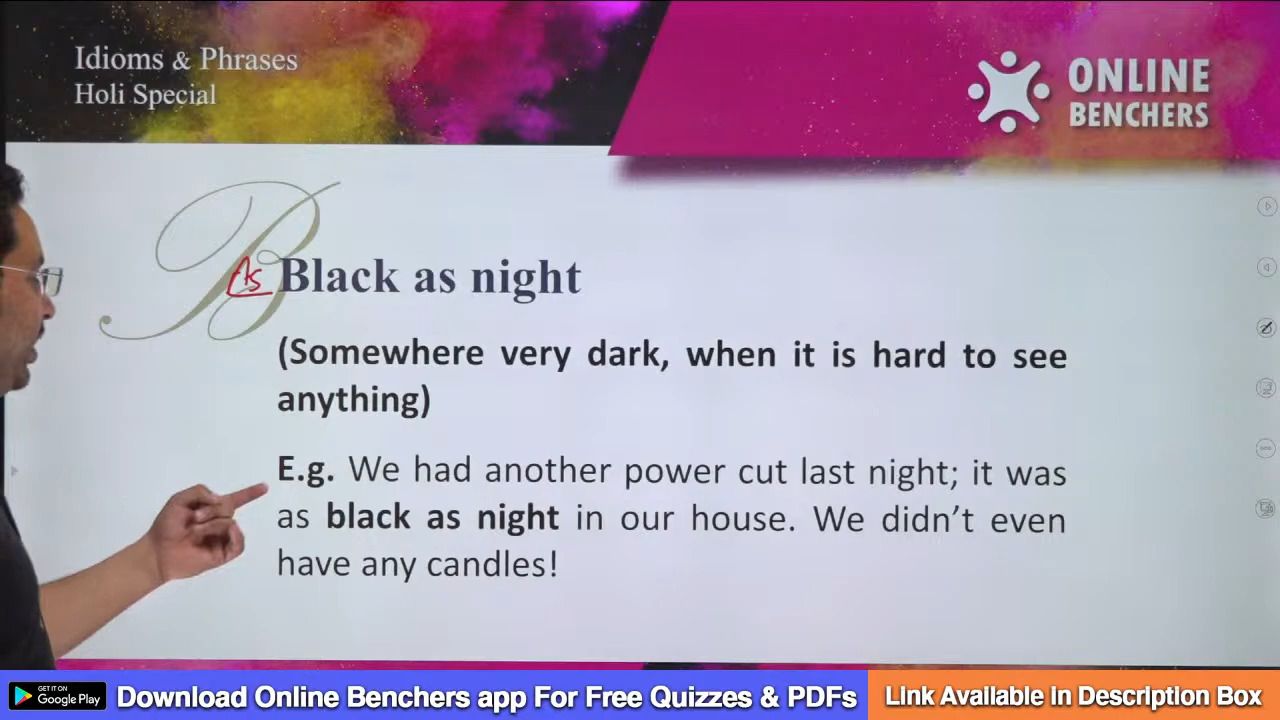 Idioms & Phrases
Holi Special
ONLINE
BENCHERS
B
As Black as night
(Somewhere very dark, when it is hard to see
anything)
E.g. We had another power cut last night; it was
as black as night in our house. We didn't even
have any candles!
GET IT ON
Google Play
Download Online Benchers app For Free Quizzes & PDFs
Link Available In Description Box